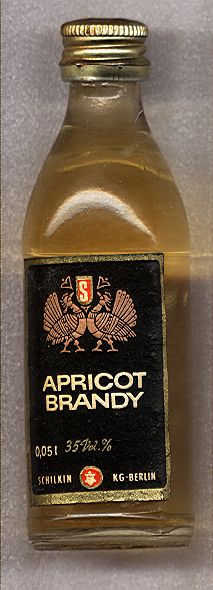 S
APRICOT
BRANDY
0,05 l 35 Vol.%
SCHILKIN KG-BERLIN